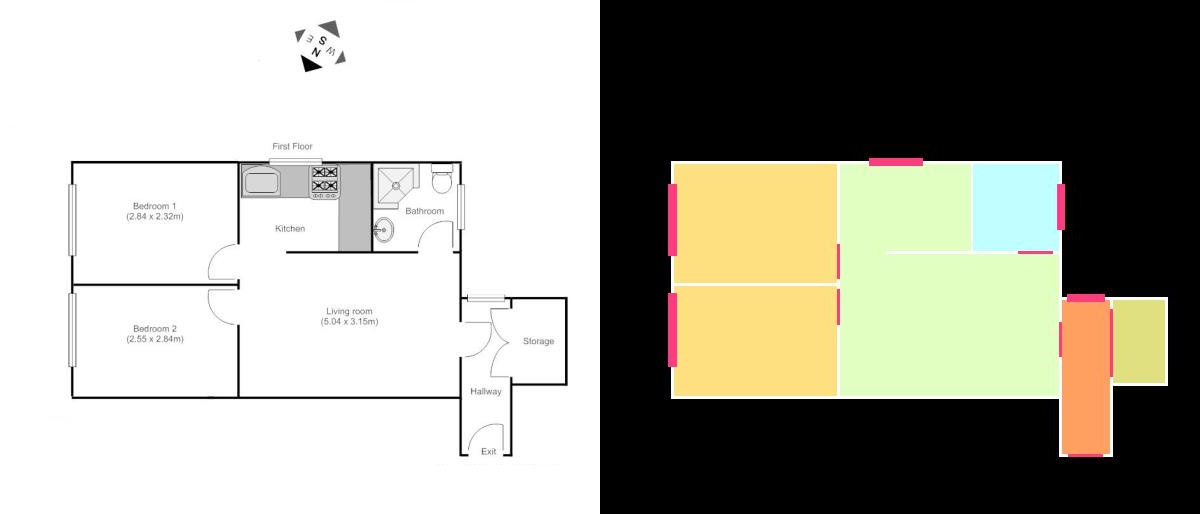 E S W N
First Floor
Bedroom 1
(2.84 x 2.32m)
Bathroom
Kitchen
Living room
(5.04 x 3.15m)
Bedroom 2
(2.55 x 2.84m)
Storage
Hallway
Exit